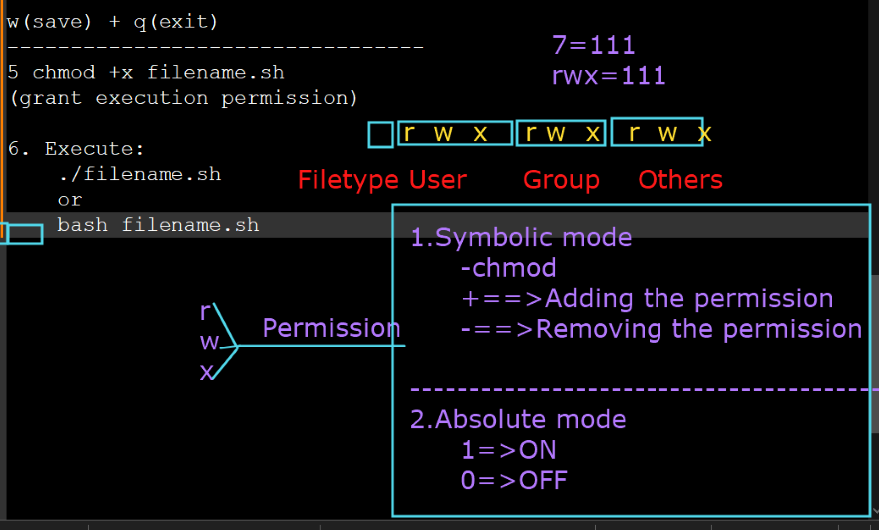 w(save) + q(exit)
---------------------------------
5 chmod +x filename.sh
(grant execution permission)
6. Execute:
./filename.sh
or
bash filename.sh
7=111
rwx=111
r w x r w x r w x
Filetype User Group Others
r
w
x
Permission
1.Symbolic mode
-chmod
+==>Adding the permission
-==>Removing the permission
---------------------------------------------
2.Absolute mode
1=>ON
0=>OFF